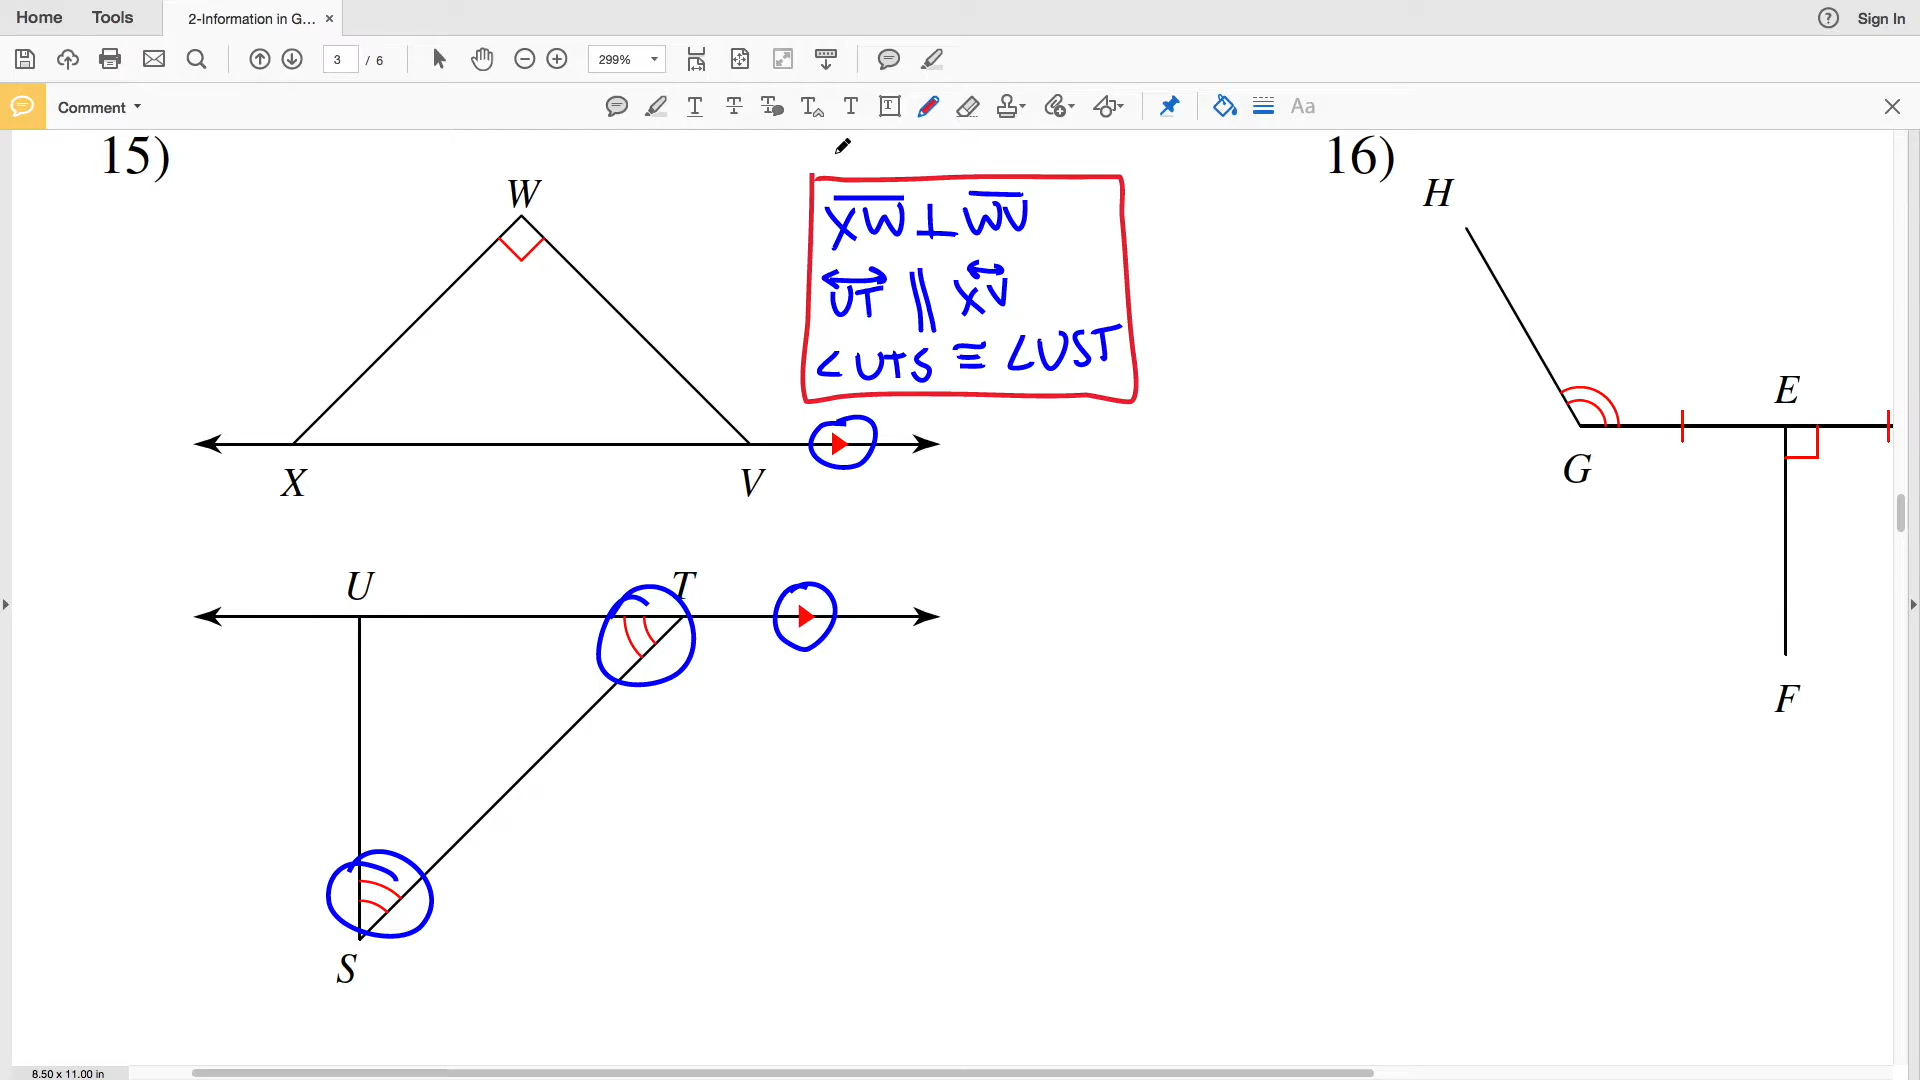 Home Tools 2-Information in G... × ? Sign In
3 / 6 299%
Comment T T T T T T Aa
15)
16)
W
H
XW ⊥ WV
UT ∥ XV
∠UTS ≅ ∠UST
E
X V
G
U T
F
S
8.50 x 11.00 in